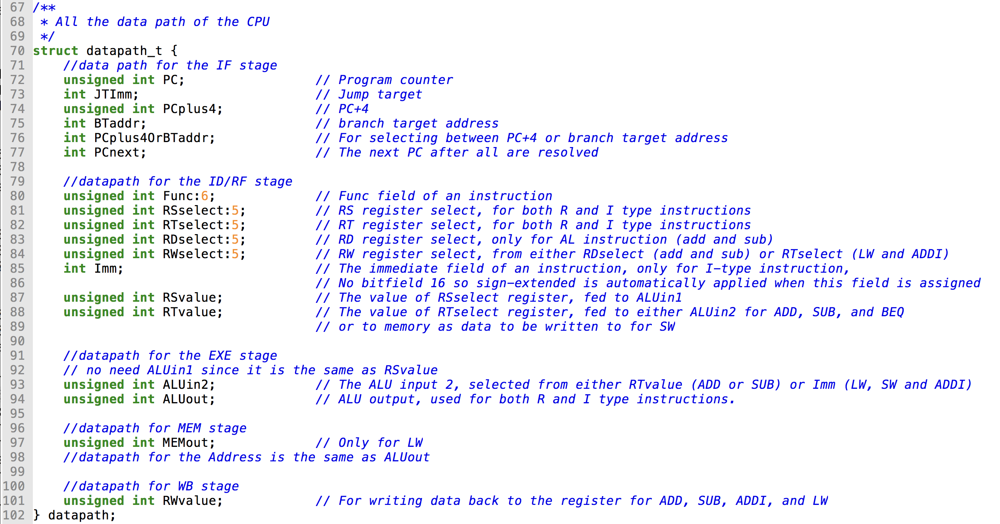 67 /**
68  * All the data path of the CPU
69  */
70 struct datapath_t {
71     //data path for the IF stage
72     unsigned int PC;                 // Program counter
73     int JTImm;                       // Jump target
74     unsigned int PCplus4;            // PC+4
75     int BTaddr;                      // branch target address
76     int PCplus4OrBTaddr;             // For selecting between PC+4 or branch target address
77     int PCnext;                      // The next PC after all are resolved
78
79     //datapath for the ID/RF stage
80     unsigned int Func:6;             // Func field of an instruction
81     unsigned int RSselect:5;         // RS register select, for both R and I type instructions
82     unsigned int RTselect:5;         // RT register select, for both R and I type instructions
83     unsigned int RDselect:5;         // RD register select, only for AL instruction (add and sub)
84     unsigned int RWselect:5;         // RW register select, from either RDselect (add and sub) or RTselect (LW and ADDI)
85     int Imm;                         // The immediate field of an instruction, only for I-type instruction,
86                                      // No bitfield 16 so sign-extended is automatically applied when this field is assigned
87     unsigned int RSvalue;            // The value of RSselect register, fed to ALUin1
88     unsigned int RTvalue;            // The value of RTselect register, fed to either ALUin2 for ADD, SUB, and BEQ
89                                      // or to memory as data to be written to for SW
90
91     //datapath for the EXE stage
92     // no need ALUin1 since it is the same as RSvalue
93     unsigned int ALUin2;             // The ALU input 2, selected from either RTvalue (ADD or SUB) or Imm (LW, SW and ADDI)
94     unsigned int ALUout;             // ALU output, used for both R and I type instructions.
95
96     //datapath for MEM stage
97     unsigned int MEMout;             // Only for LW
98     //datapath for the Address is the same as ALUout
99
100     //datapath for WB stage
101     unsigned int RWvalue;            // For writing data back to the register for ADD, SUB, ADDI, and LW
102 } datapath;